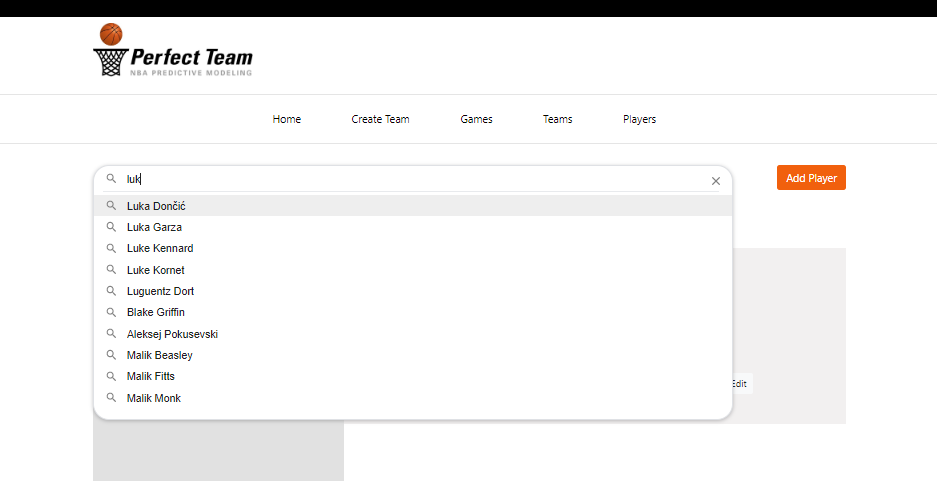 Perfect Team
NBA PREDICTIVE MODELING
Home Create Team Games Teams Players
luk
Add Player
Luka Dončić
Luka Garza
Luke Kennard
Luke Kornet
Luguentz Dort
Blake Griffin
Aleksej Pokusevski
Malik Beasley
Malik Fitts
Edit
Malik Monk